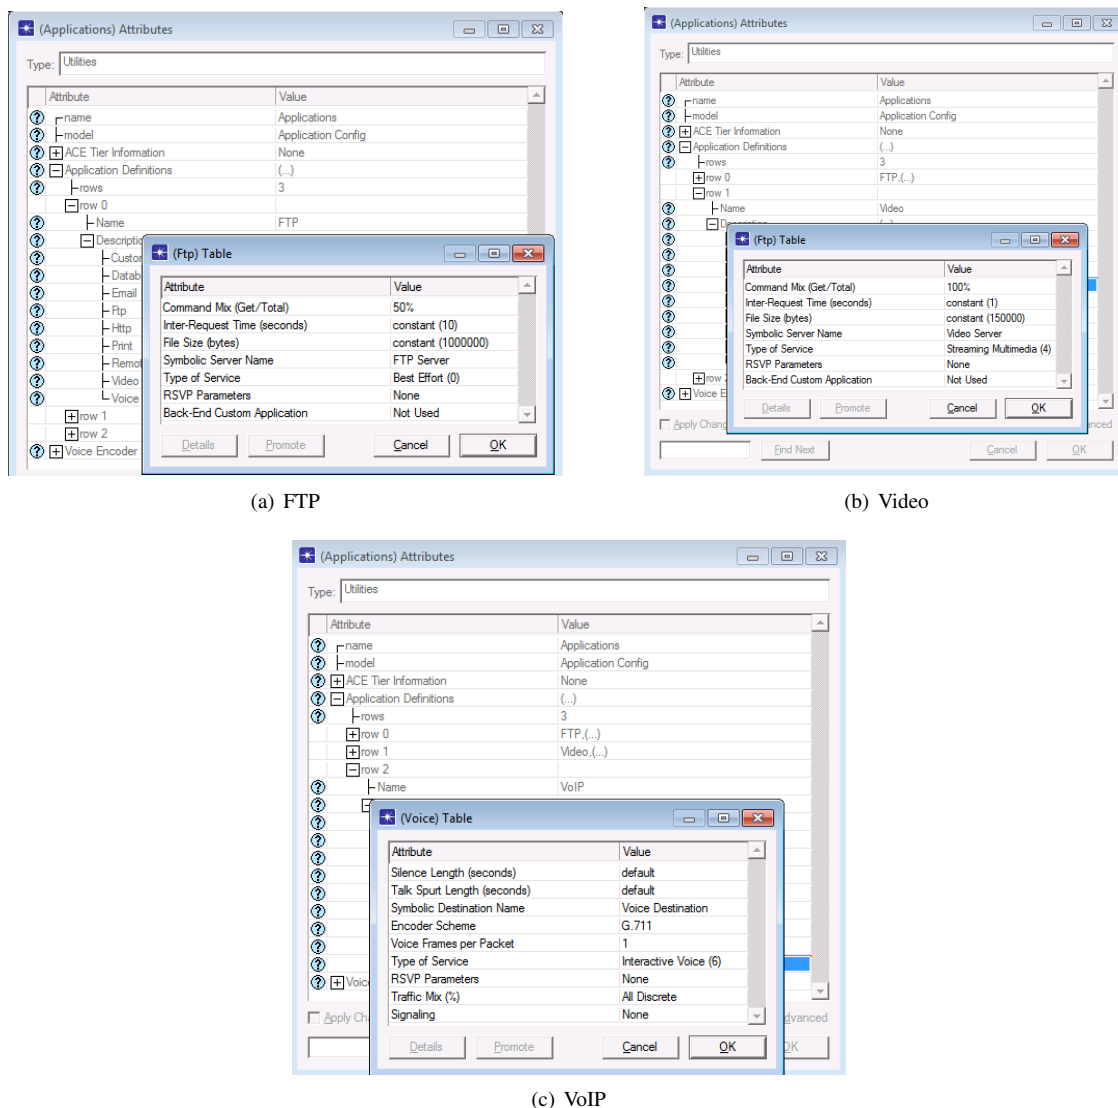 (Applications) Attributes
Type: Utilities
Attribute Value
name Applications
model Application Config
ACE Tier Information None
Application Definitions (...)
rows 3
row 0
Name FTP
Descriptio
Custor
Datab
Email
Ftp
Http
Print
Remot
Video
Voice
row 1
row 2
Voice Encoder
(Ftp) Table
Attribute Value
Command Mix (Get/Total) 50%
Inter-Request Time (seconds) constant (10)
File Size (bytes) constant (1000000)
Symbolic Server Name FTP Server
Type of Service Best Effort (0)
RSVP Parameters None
Back-End Custom Application Not Used
Details Promote Cancel OK
(a) FTP
(Applications) Attributes
Type: Utilities
Attribute Value
name Applications
model Application Config
ACE Tier Information None
Application Definitions (...)
rows 3
row 0 FTP,(...)
row 1
Name Video
(Ftp) Table
Attribute Value
Command Mix (Get/Total) 100%
Inter-Request Time (seconds) constant (1)
File Size (bytes) constant (150000)
Symbolic Server Name Video Server
Type of Service Streaming Multimedia (4)
RSVP Parameters None
Back-End Custom Application Not Used
Details Promote Cancel OK
row
Voice E
Apply Chang anced
Find Next Cancel OK
(b) Video
(Applications) Attributes
Type: Utilities
Attribute Value
name Applications
model Application Config
ACE Tier Information None
Application Definitions (...)
rows 3
row 0 FTP,(...)
row 1 Video,(...)
row 2
Name VoIP
(Voice) Table
Attribute Value
Silence Length (seconds) default
Talk Spurt Length (seconds) default
Symbolic Destination Name Voice Destination
Encoder Scheme G.711
Voice Frames per Packet 1
Type of Service Interactive Voice (6)
RSVP Parameters None
Traffic Mix (%) All Discrete
Signaling None
Details Promote Cancel OK
Voic
Apply Ch dvanced
(c) VoIP